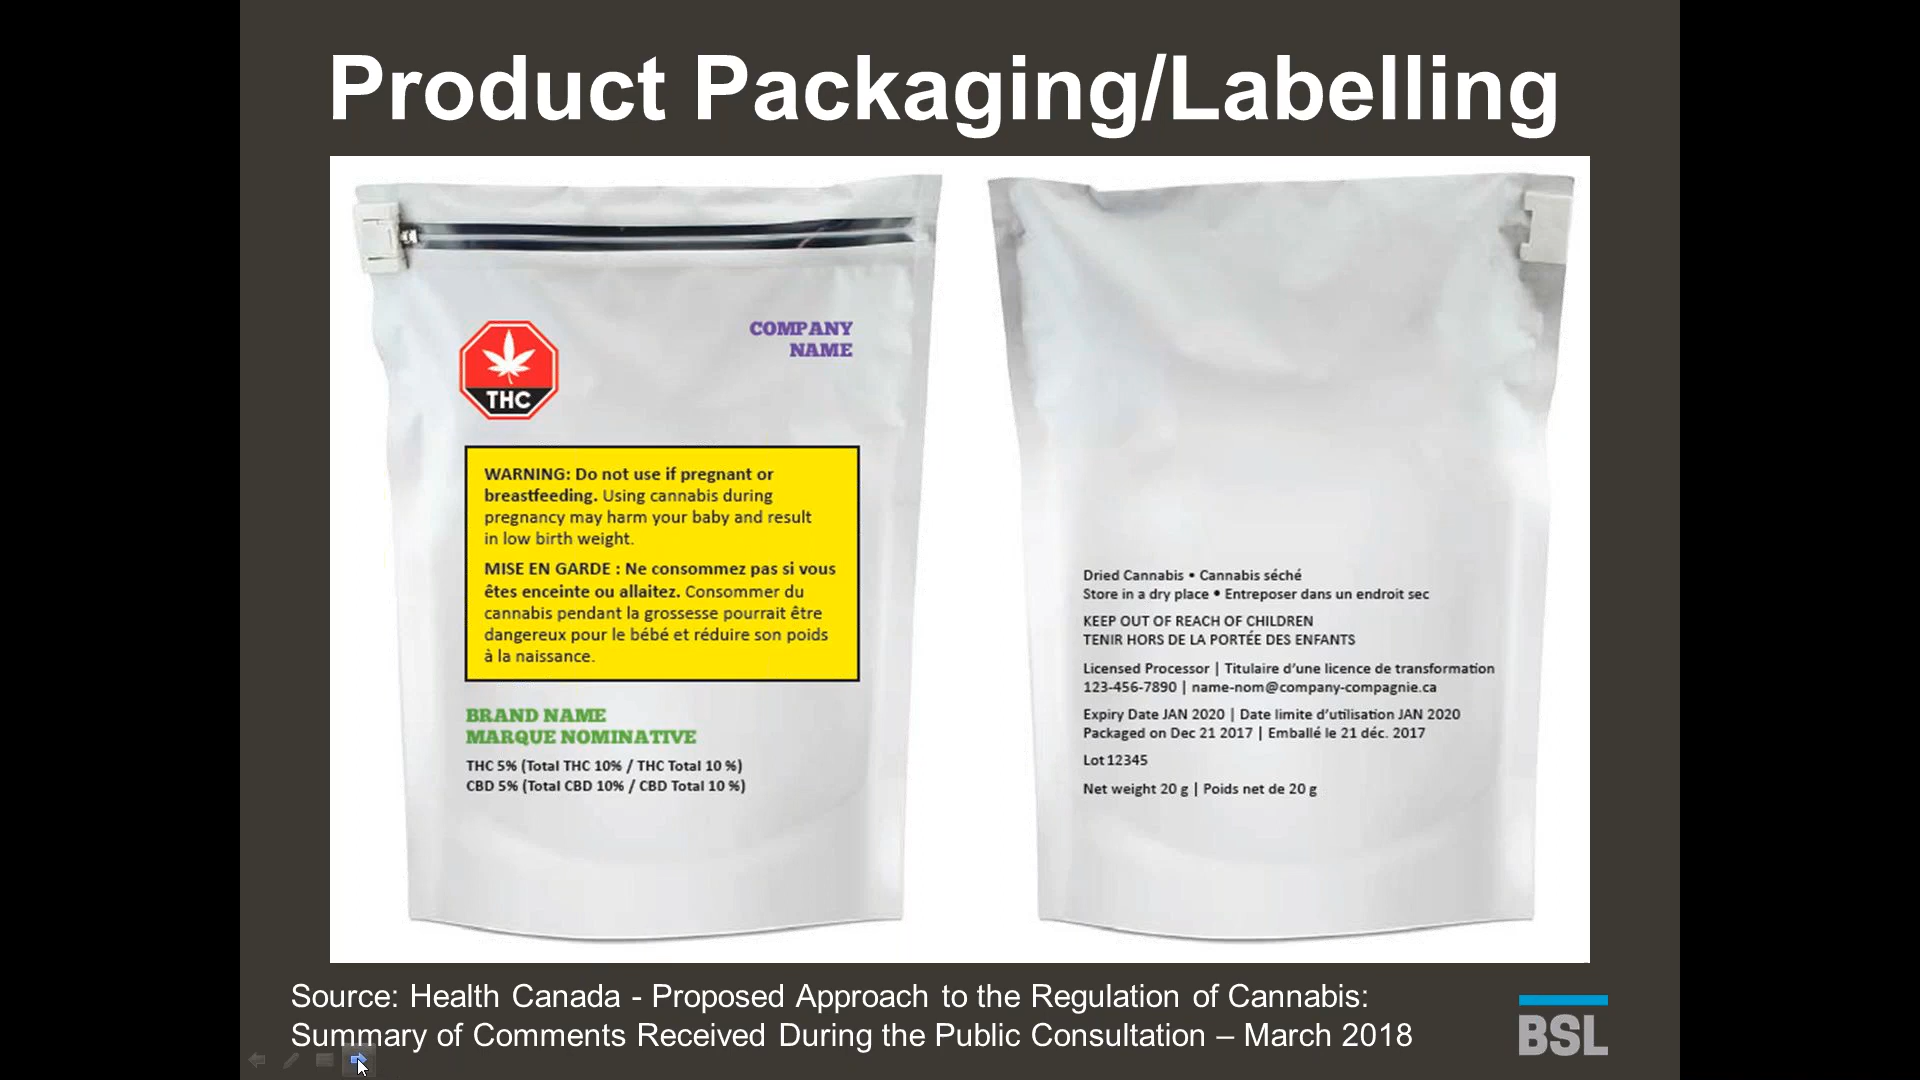 Product Packaging/Labelling
COMPANY
NAME
THC
WARNING: Do not use if pregnant or
breastfeeding. Using cannabis during
pregnancy may harm your baby and result
in low birth weight.
MISE EN GARDE : Ne consommez pas si vous
êtes enceinte ou allaitez. Consommer du
cannabis pendant la grossesse pourrait être
dangereux pour le bébé et réduire son poids
à la naissance.
BRAND NAME
MARQUE NOMINATIVE
THC 5% (Total THC 10% / THC Total 10 %)
CBD 5% (Total CBD 10% / CBD Total 10 %)
Dried Cannabis • Cannabis séché
Store in a dry place • Entreposer dans un endroit sec
KEEP OUT OF REACH OF CHILDREN
TENIR HORS DE LA PORTÉE DES ENFANTS
Licensed Processor | Titulaire d'une licence de transformation
123-456-7890 | name-nom@company-compagnie.ca
Expiry Date JAN 2020 | Date limite d'utilisation JAN 2020
Packaged on Dec 21 2017 | Emballé le 21 déc. 2017
Lot 12345
Net weight 20 g | Poids net de 20 g
Source: Health Canada - Proposed Approach to the Regulation of Cannabis:
Summary of Comments Received During the Public Consultation – March 2018
BSL